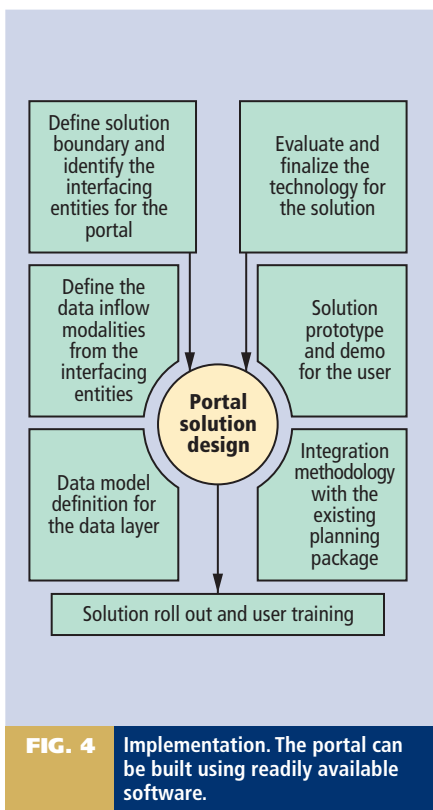 Define solution
boundary and
identify the
interfacing
entities for the
portal
Evaluate and
finalize the
technology for
the solution
Define the
data inflow
modalities
from the
interfacing
entities
Solution
prototype
and demo
for the user
Portal
solution
design
Data model
definition for
the data layer
Integration
methodology
with the
existing
planning
package
Solution roll out and user training
FIG. 4
Implementation. The portal can
be built using readily available
software.